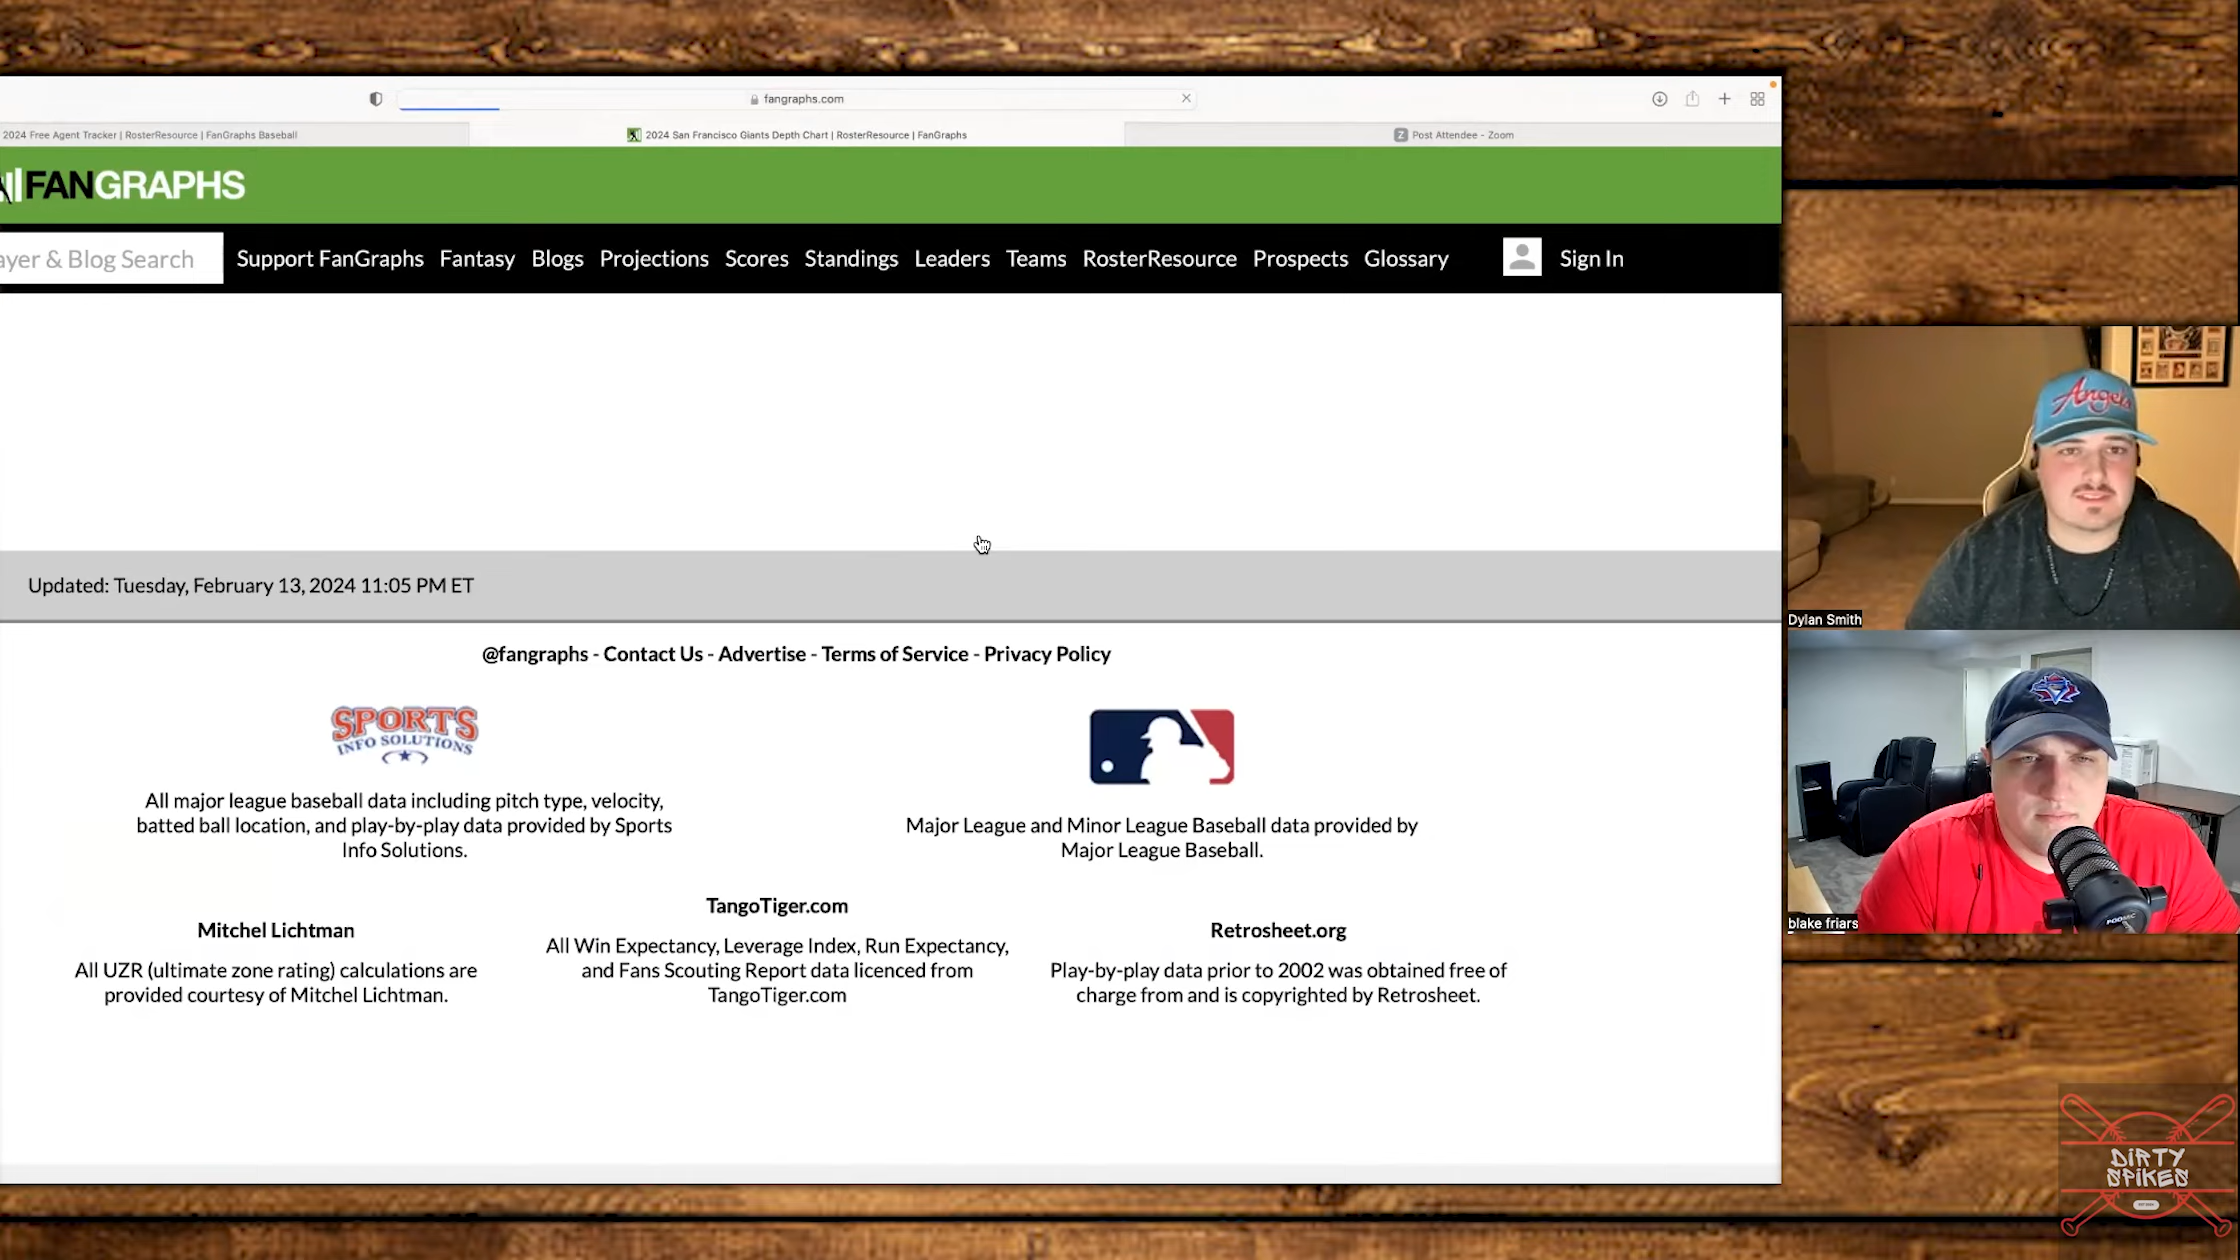 fangraphs.com
2024 Free Agent Tracker | RosterResource | FanGraphs Baseball
2024 San Francisco Giants Depth Chart | RosterResource | FanGraphs
Z Post Attendee - Zoom
FANGRAPHS
ayer & Blog Search
Support FanGraphs Fantasy Blogs Projections Scores Standings Leaders Teams RosterResource Prospects Glossary Sign In
Angels
Updated: Tuesday, February 13, 2024 11:05 PM ET
Dylan Smith
@fangraphs - Contact Us - Advertise - Terms of Service - Privacy Policy
SPORTS
INFO SOLUTIONS
All major league baseball data including pitch type, velocity,
batted ball location, and play-by-play data provided by Sports
Info Solutions.
Major League and Minor League Baseball data provided by
Major League Baseball.
Mitchel Lichtman
All UZR (ultimate zone rating) calculations are
provided courtesy of Mitchel Lichtman.
TangoTiger.com
All Win Expectancy, Leverage Index, Run Expectancy,
and Fans Scouting Report data licenced from
TangoTiger.com
Retrosheet.org
Play-by-play data prior to 2002 was obtained free of
charge from and is copyrighted by Retrosheet.
blake friars
PODMIC
DIRTY
SPIKES